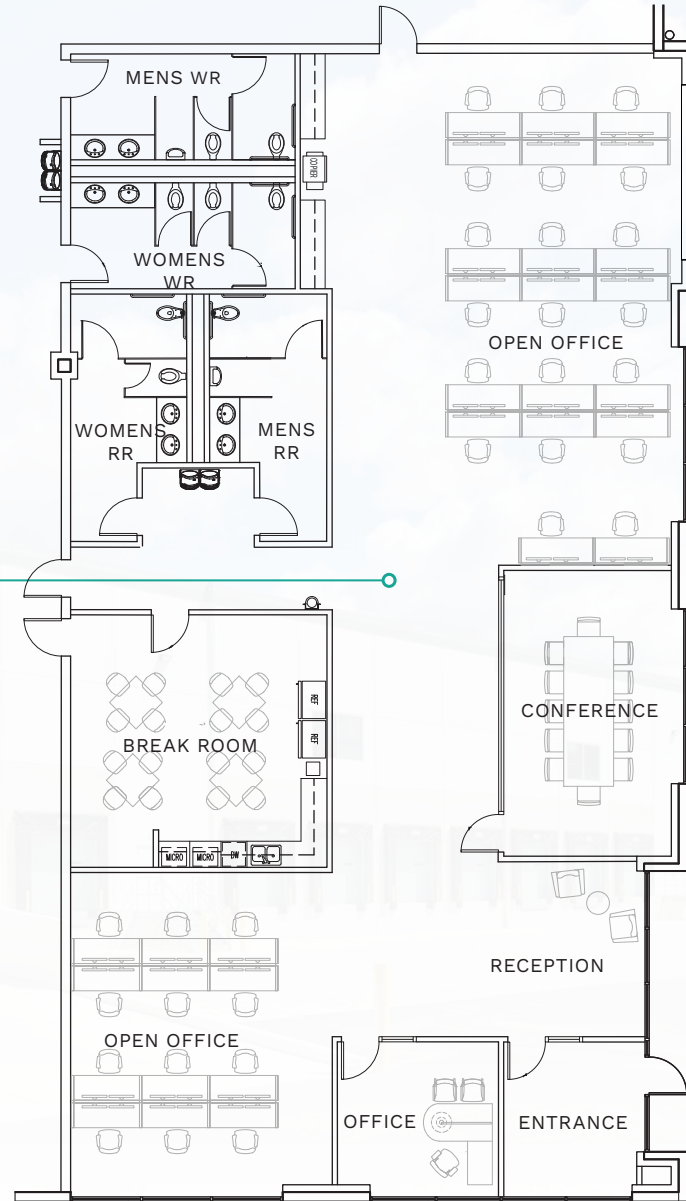 MENS WR
COPIER
WOMENS
WR
OPEN OFFICE
WOMENS
RR
MENS
RR
REF
REF
CONFERENCE
BREAK ROOM
MICRO
MICRO
DW
RECEPTION
OPEN OFFICE
OFFICE
ENTRANCE